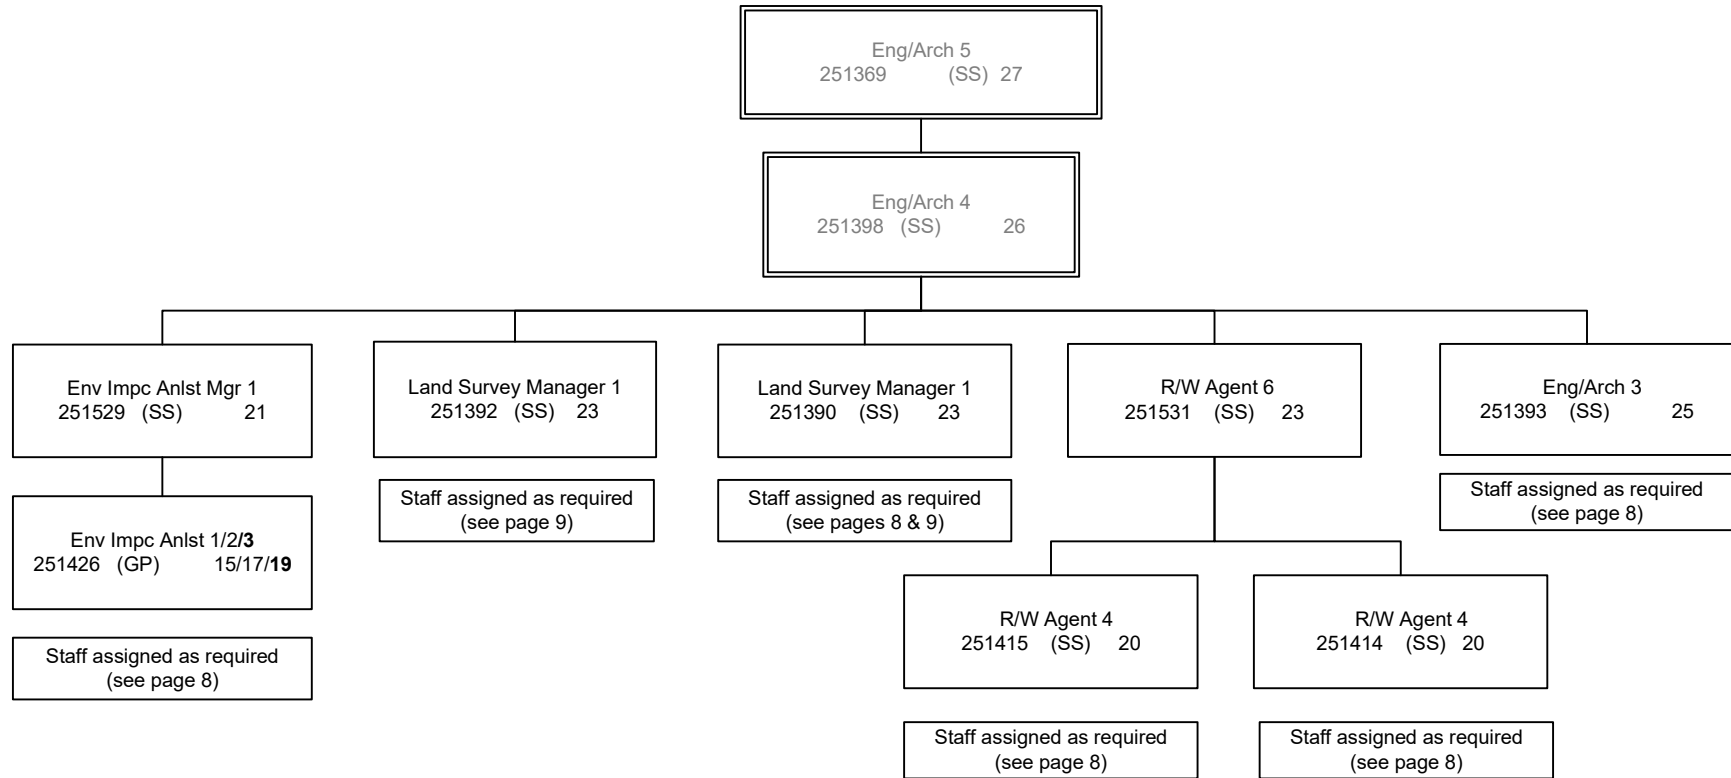 Eng/Arch 5
251369 (SS) 27
Eng/Arch 4
251398 (SS) 26
Env Impc Anlst Mgr 1
251529 (SS) 21
Land Survey Manager 1
251392 (SS) 23
Land Survey Manager 1
251390 (SS) 23
R/W Agent 6
251531 (SS) 23
Eng/Arch 3
251393 (SS) 25
Staff assigned as required
(see page 9)
Staff assigned as required
(see pages 8 & 9)
Staff assigned as required
(see page 8)
Env Impc Anlst 1/2/3
251426 (GP) 15/17/19
R/W Agent 4
251415 (SS) 20
R/W Agent 4
251414 (SS) 20
Staff assigned as required
(see page 8)
Staff assigned as required
(see page 8)
Staff assigned as required
(see page 8)